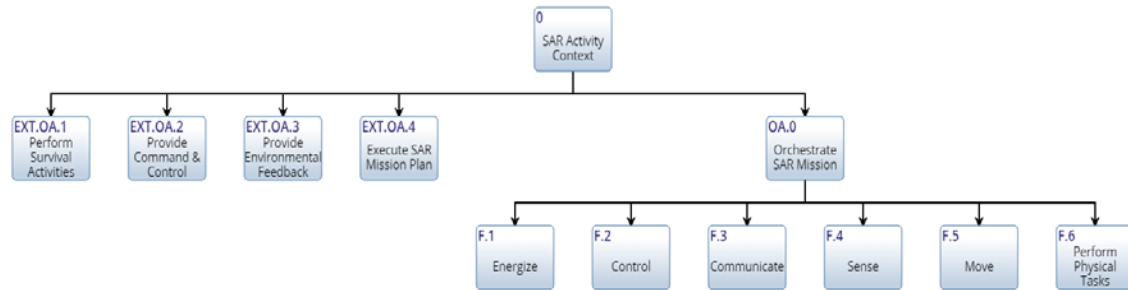 0
SAR Activity
Context
EXT.OA.1
Perform
Survival
Activities
EXT.OA.2
Provide
Command &
Control
EXT.OA.3
Provide
Environmental
Feedback
EXT.OA.4
Execute SAR
Mission Plan
OA.0
Orchestrate
SAR Mission
F.1
Energize
F.2
Control
F.3
Communicate
F.4
Sense
F.5
Move
F.6
Perform
Physical
Tasks